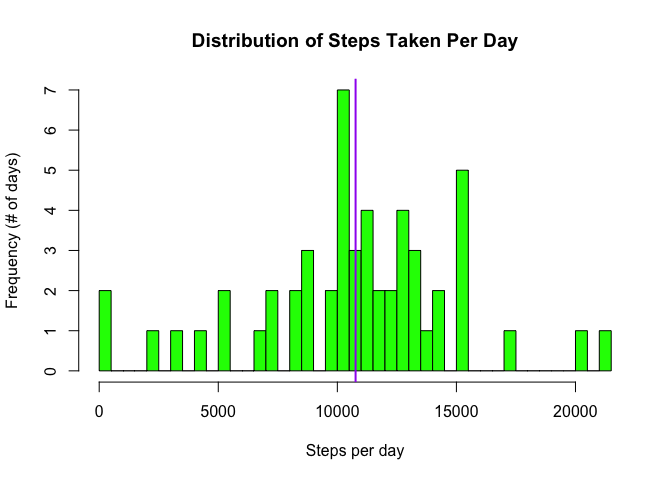 Distribution of Steps Taken Per Day
Frequency (# of days)
7
6
5
4
3
2
1
0
0 5000 10000 15000 20000
Steps per day